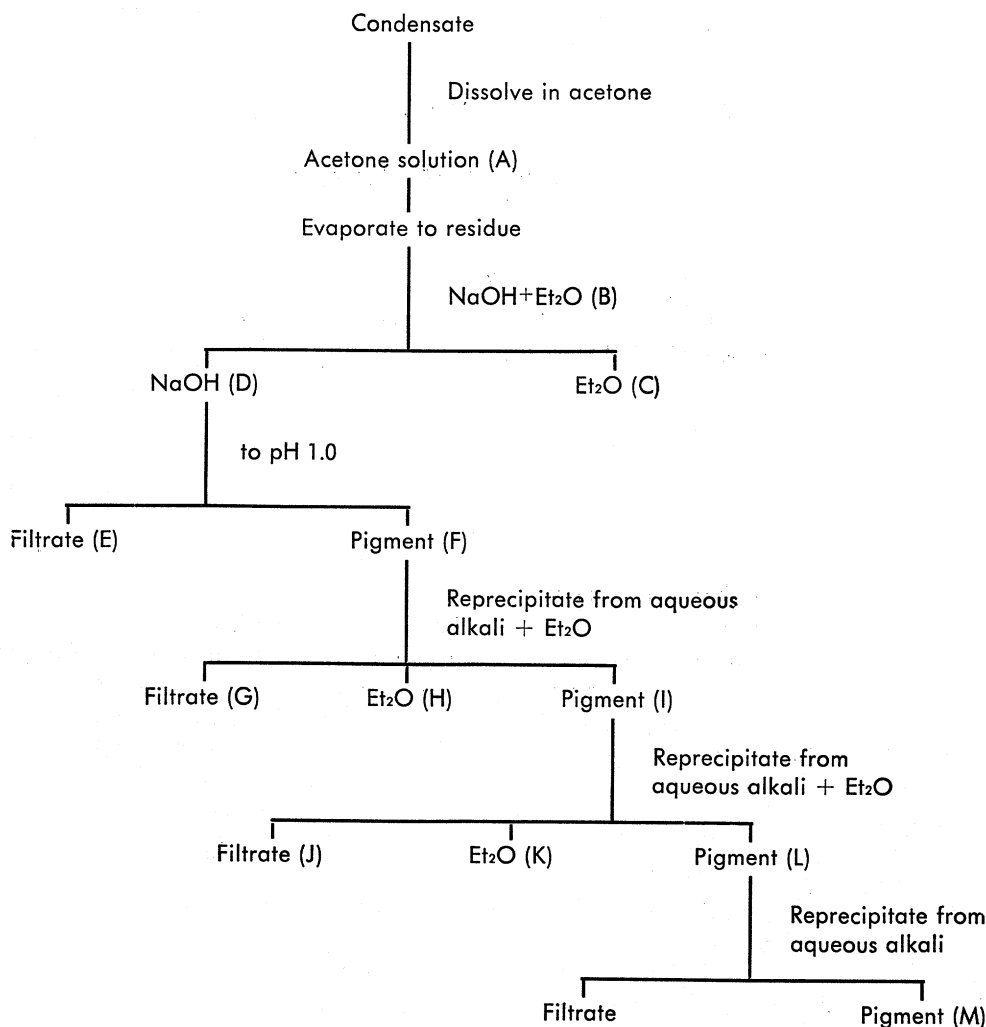 Condensate
Dissolve in acetone
Acetone solution (A)
Evaporate to residue
NaOH+Et₂O (B)
NaOH (D)
Et₂O (C)
to pH 1.0
Filtrate (E)
Pigment (F)
Reprecipitate from aqueous
alkali + Et₂O
Filtrate (G)
Et₂O (H)
Pigment (I)
Reprecipitate from
aqueous alkali + Et₂O
Filtrate (J)
Et₂O (K)
Pigment (L)
Reprecipitate from
aqueous alkali
Filtrate
Pigment (M)